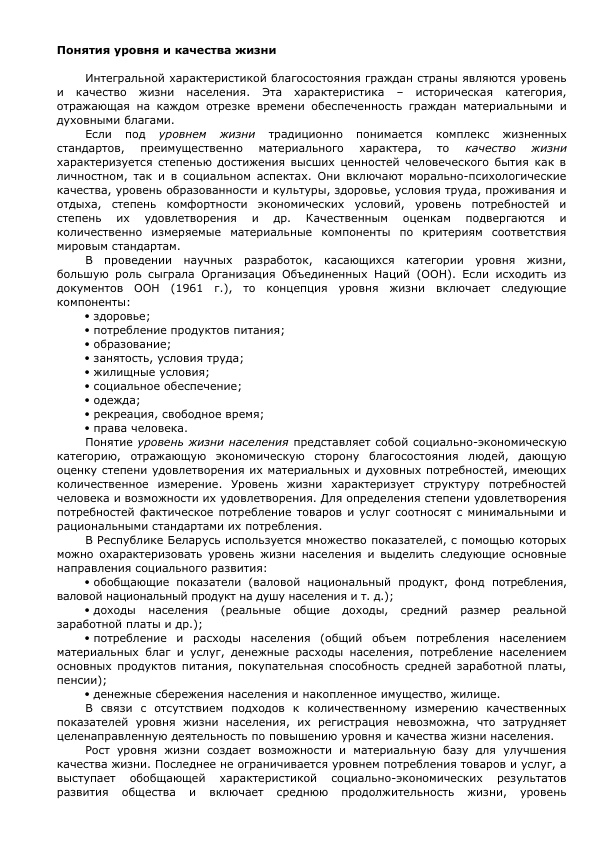 Понятия уровня и качества жизни
Интегральной характеристикой благосостояния граждан страны являются уровень
и качество жизни населения. Эта характеристика – историческая категория,
отражающая на каждом отрезке времени обеспеченность граждан материальными и
духовными благами.
Если под уровнем жизни традиционно понимается комплекс жизненных
стандартов, преимущественно материального характера, то качество жизни
характеризуется степенью достижения высших ценностей человеческого бытия как в
личностном, так и в социальном аспектах. Они включают морально-психологические
качества, уровень образованности и культуры, здоровье, условия труда, проживания и
отдыха, степень комфортности экономических условий, уровень потребностей и
степень их удовлетворения и др. Качественным оценкам подвергаются и
количественно измеряемые материальные компоненты по критериям соответствия
мировым стандартам.
В проведении научных разработок, касающихся категории уровня жизни,
большую роль сыграла Организация Объединенных Наций (ООН). Если исходить из
документов ООН (1961 г.), то концепция уровня жизни включает следующие
компоненты:
• здоровье;
• потребление продуктов питания;
• образование;
• занятость, условия труда;
• жилищные условия;
• социальное обеспечение;
• одежда;
• рекреация, свободное время;
• права человека.
Понятие уровень жизни населения представляет собой социально-экономическую
категорию, отражающую экономическую сторону благосостояния людей, дающую
оценку степени удовлетворения их материальных и духовных потребностей, имеющих
количественное измерение. Уровень жизни характеризует структуру потребностей
человека и возможности их удовлетворения. Для определения степени удовлетворения
потребностей фактическое потребление товаров и услуг соотносят с минимальными и
рациональными стандартами их потребления.
В Республике Беларусь используется множество показателей, с помощью которых
можно охарактеризовать уровень жизни населения и выделить следующие основные
направления социального развития:
• обобщающие показатели (валовой национальный продукт, фонд потребления,
валовой национальный продукт на душу населения и т. д.);
• доходы населения (реальные общие доходы, средний размер реальной
заработной платы и др.);
• потребление и расходы населения (общий объем потребления населением
материальных благ и услуг, денежные расходы населения, потребление населением
основных продуктов питания, покупательная способность средней заработной платы,
пенсии);
• денежные сбережения населения и накопленное имущество, жилище.
В связи с отсутствием подходов к количественному измерению качественных
показателей уровня жизни населения, их регистрация невозможна, что затрудняет
целенаправленную деятельность по повышению уровня и качества жизни населения.
Рост уровня жизни создает возможности и материальную базу для улучшения
качества жизни. Последнее не ограничивается уровнем потребления товаров и услуг, а
выступает обобщающей характеристикой социально-экономических результатов
развития общества и включает среднюю продолжительность жизни, уровень